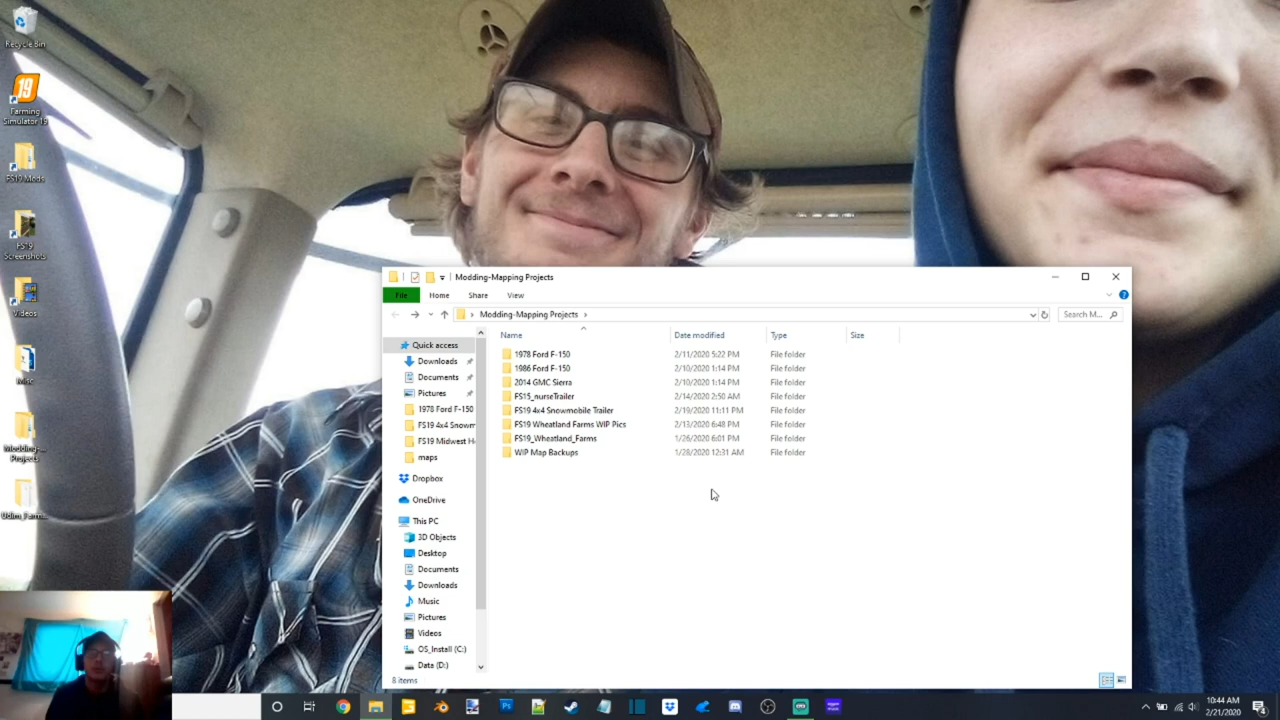 Recycle Bin
19
Farming
Simulator 19
FS19 Mods
FS19
Screenshots
Videos
Misc
Modding-...
Projects
Modding-Mapping Projects
File
Home
Share
View
Modding-Mapping Projects
Search M...
Name
Date modified
Type
Size
Quick access
Downloads
Documents
Pictures
1978 Ford F-150
FS19 4x4 Snowm
FS19 Midwest H
maps
Dropbox
OneDrive
This PC
3D Objects
Desktop
Documents
Downloads
Music
Pictures
Videos
OS_Install (C:)
Data (D:)
1978 Ford F-150 2/11/2020 5:22 PM File folder
1986 Ford F-150 2/10/2020 1:14 PM File folder
2014 GMC Sierra 2/10/2020 1:14 PM File folder
FS15_nurseTrailer 2/14/2020 2:50 AM File folder
FS19 4x4 Snowmobile Trailer 2/19/2020 11:11 PM File folder
FS19 Wheatland Farms WIP Pics 2/13/2020 6:48 PM File folder
FS19_Wheatland_Farms 1/26/2020 6:01 PM File folder
WIP Map Backups 1/28/2020 12:31 AM File folder
8 items
Ps
10:44 AM
2/21/2020